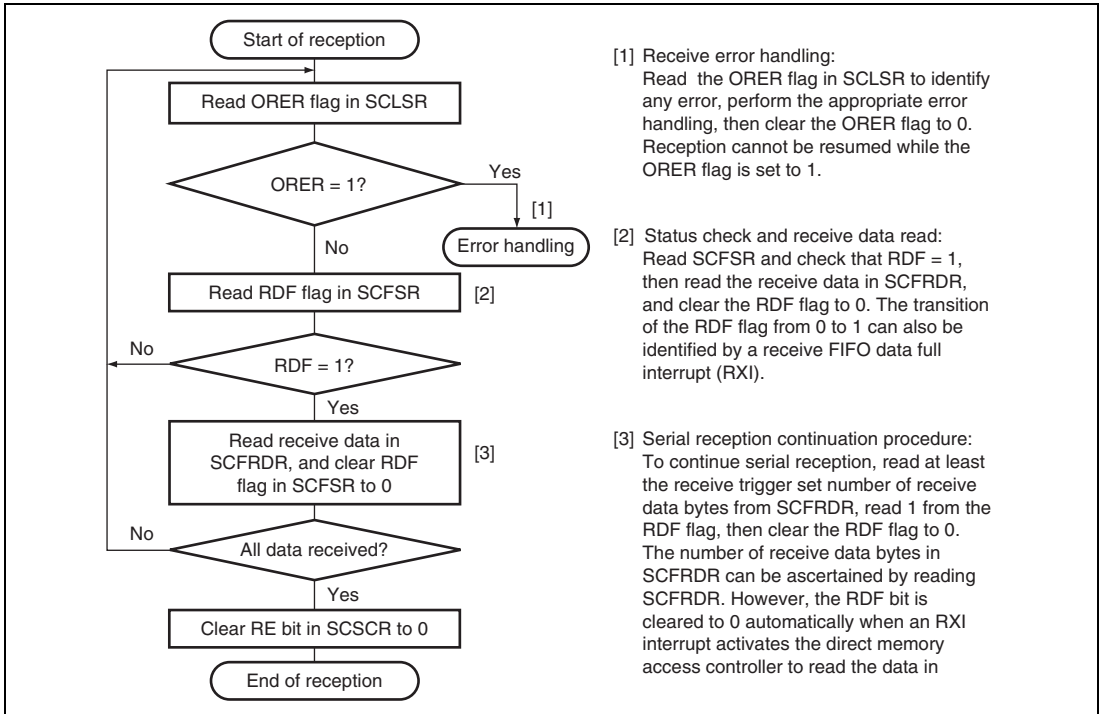 Start of reception
Read ORER flag in SCLSR
ORER = 1?
Yes
[1]
Error handling
No
Read RDF flag in SCFSR
[2]
No
RDF = 1?
Yes
Read receive data in
SCFRDR, and clear RDF
flag in SCFSR to 0
[3]
No
All data received?
Yes
Clear RE bit in SCSCR to 0
End of reception
[1] Receive error handling:
Read the ORER flag in SCLSR to identify
any error, perform the appropriate error
handling, then clear the ORER flag to 0.
Reception cannot be resumed while the
ORER flag is set to 1.
[2] Status check and receive data read:
Read SCFSR and check that RDF = 1,
then read the receive data in SCFRDR,
and clear the RDF flag to 0. The transition
of the RDF flag from 0 to 1 can also be
identified by a receive FIFO data full
interrupt (RXI).
[3] Serial reception continuation procedure:
To continue serial reception, read at least
the receive trigger set number of receive
data bytes from SCFRDR, read 1 from the
RDF flag, then clear the RDF flag to 0.
The number of receive data bytes in
SCFRDR can be ascertained by reading
SCFRDR. However, the RDF bit is
cleared to 0 automatically when an RXI
interrupt activates the direct memory
access controller to read the data in